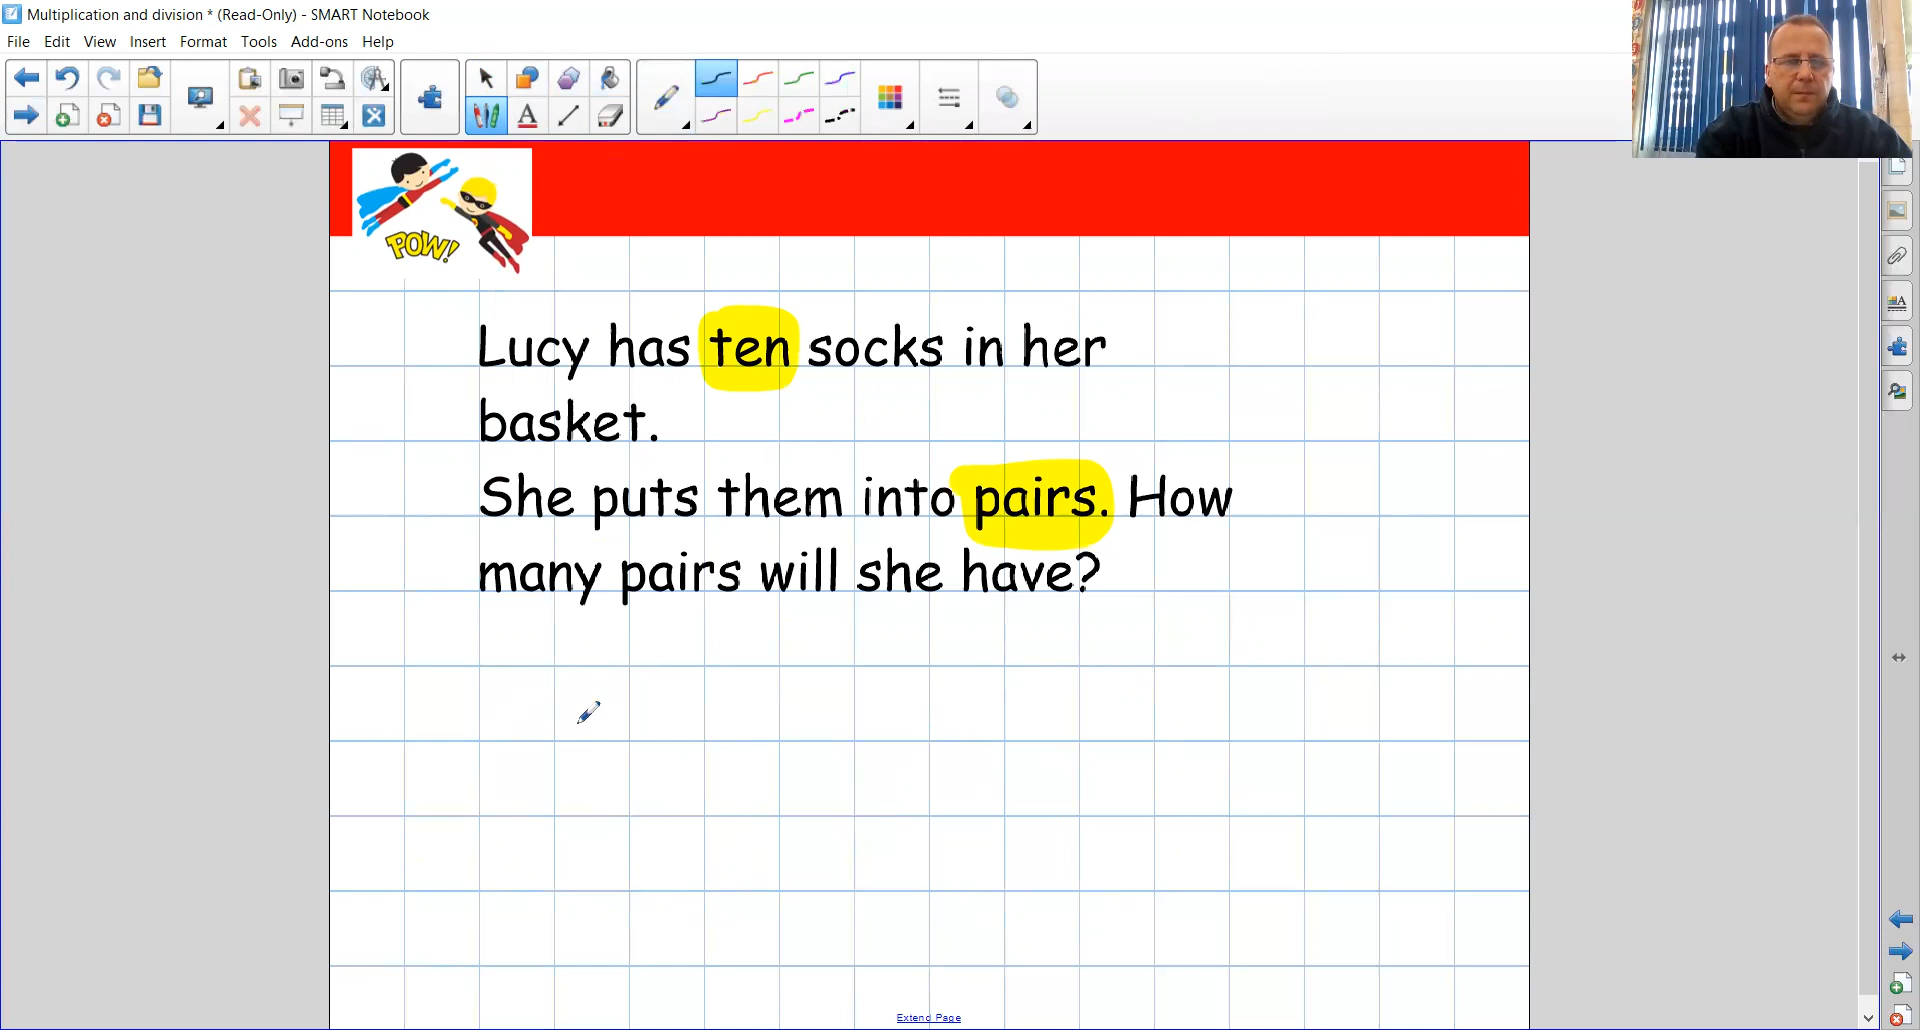 Multiplication and division * (Read-Only) - SMART Notebook
File Edit View Insert Format Tools Add-ons Help
POW!
Lucy has ten socks in her
basket.
She puts them into pairs. How
many pairs will she have?
Extend Page